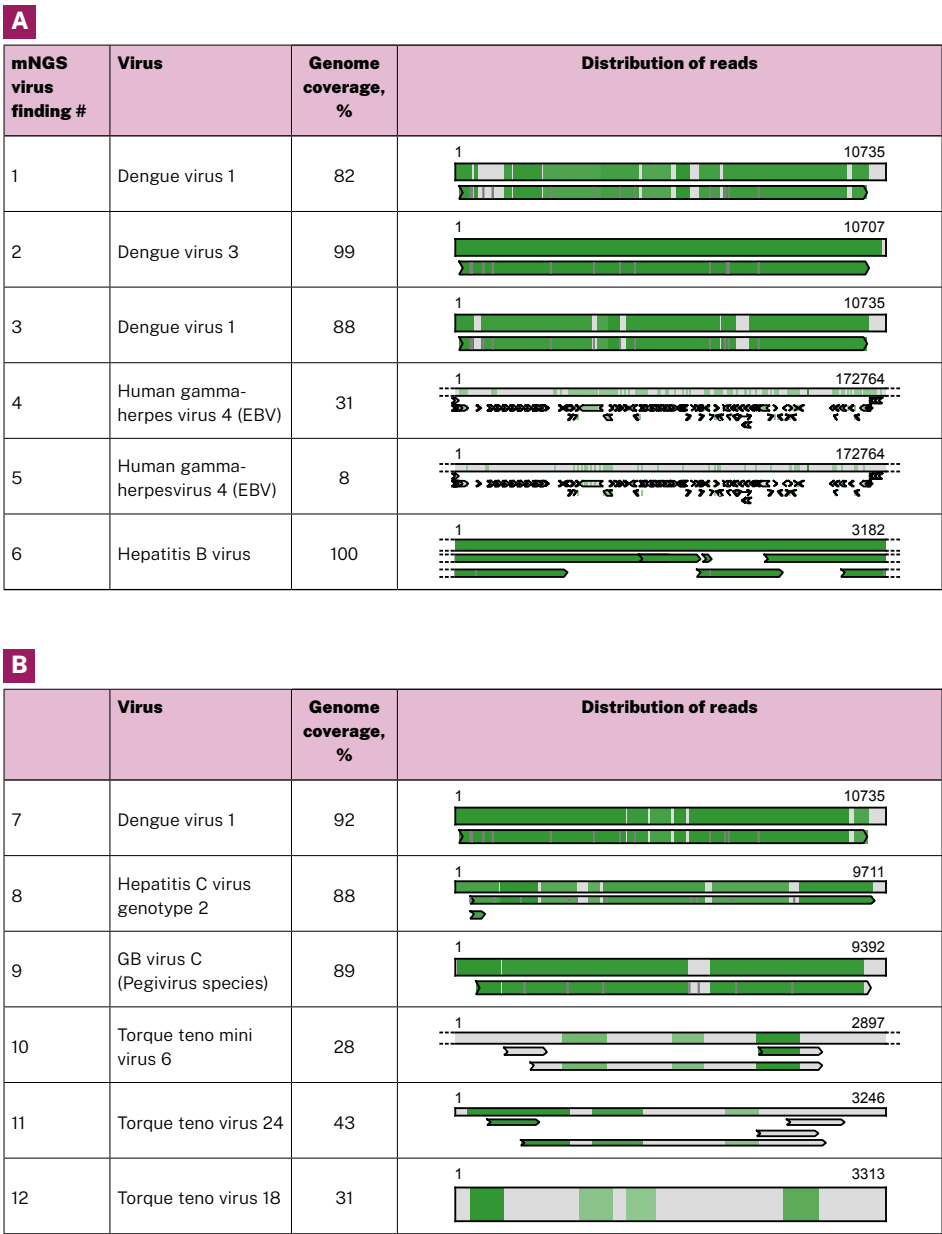 A
mNGS virus finding # Virus Genome coverage, % Distribution of reads
1 Dengue virus 1 82 1 10735
2 Dengue virus 3 99 1 10707
3 Dengue virus 1 88 1 10735
4 Human gamma-
herpes virus 4 (EBV) 31 1 172764
5 Human gamma-
herpesvirus 4 (EBV) 8 1 172764
6 Hepatitis B virus 100 1 3182
B
Virus Genome coverage, % Distribution of reads
7 Dengue virus 1 92 1 10735
8 Hepatitis C virus
genotype 2 88 1 9711
9 GB virus C
(Pegivirus species) 89 1 9392
10 Torque teno mini
virus 6 28 1 2897
11 Torque teno virus 24 43 1 3246
12 Torque teno virus 18 31 1 3313